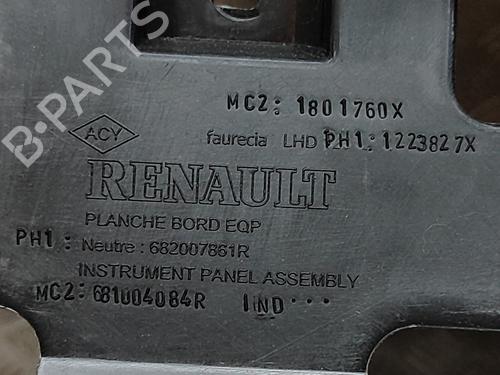 B-PARTS
MC2: 1801760X
ACY
faurecia LHD PH1: 1223827X
RENAULT
PLANCHE BORD EQP
PH1: Neutre: 682007861R
INSTRUMENT PANEL ASSEMBLY
MC2: 681004084R IND •••